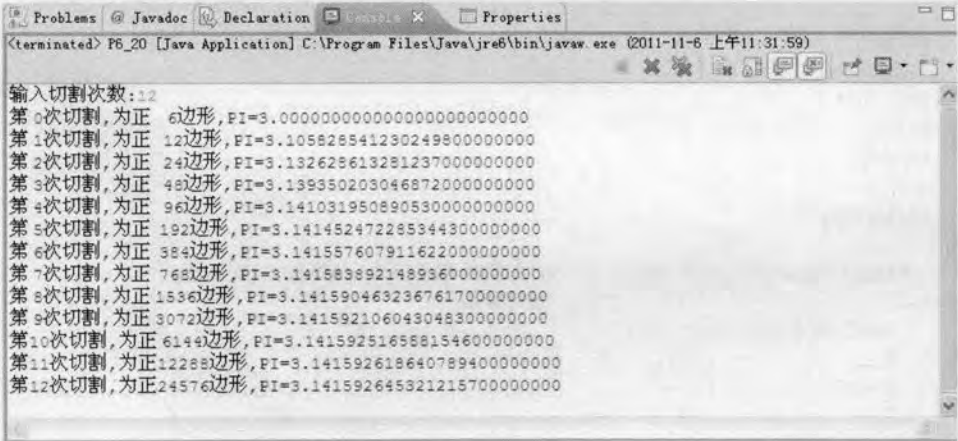 Problems @ Javadoc Declaration Console Properties
<terminated> P6_20 [Java Application] C:\Program Files\Java\jre6\bin\javaw.exe (2011-11-6 上午11:31:59)
输入切割次数:12
第 0次切割,为正 6边形,PI=3.000000000000000000000000
第 1次切割,为正 12边形,PI=3.105828541230249800000000
第 2次切割,为正 24边形,PI=3.132628613281237000000000
第 3次切割,为正 48边形,PI=3.139350203046872000000000
第 4次切割,为正 96边形,PI=3.141031950890530000000000
第 5次切割,为正 192边形,PI=3.141452472285344300000000
第 6次切割,为正 384边形,PI=3.141557607911622000000000
第 7次切割,为正 768边形,PI=3.141583892148936000000000
第 8次切割,为正1536边形,PI=3.141590463236761700000000
第 9次切割,为正3072边形,PI=3.141592106043048300000000
第10次切割,为正 6144边形,PI=3.141592516588154600000000
第11次切割,为正12288边形,PI=3.141592618640789400000000
第12次切割,为正24576边形,PI=3.141592645321215700000000